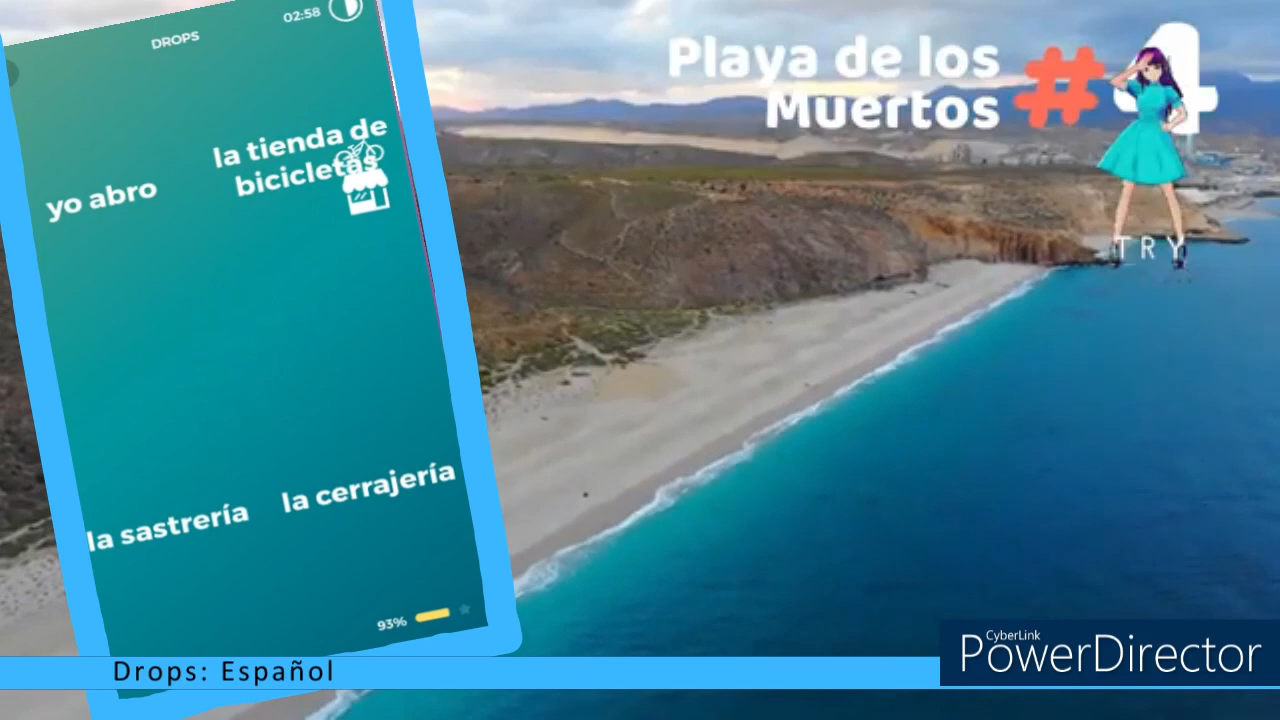 02:58
DROPS
la tienda de
bicicletas
yo abro
la cerrajería
la sastrería
93%
Drops: Español
Playa de los
Muertos
#4
TRY
CyberLink
PowerDirector